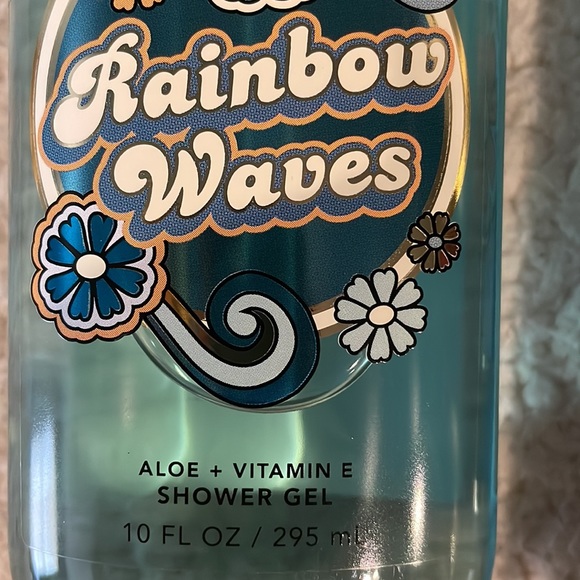 Rainbow
Waves
ALOE + VITAMIN E
SHOWER GEL
10 FL OZ / 295 mL